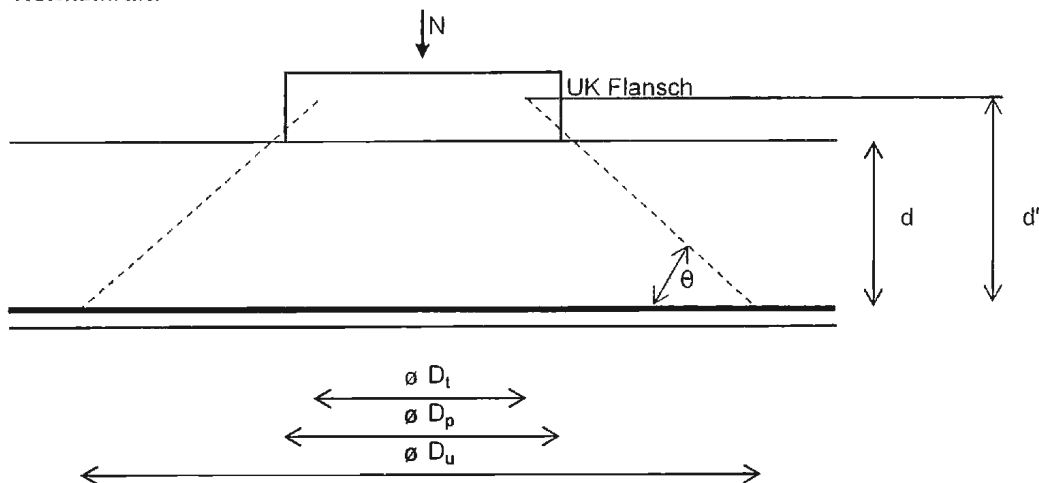 N
UK Flansch
d
d'
θ
ø Dt
ø Dp
ø Du